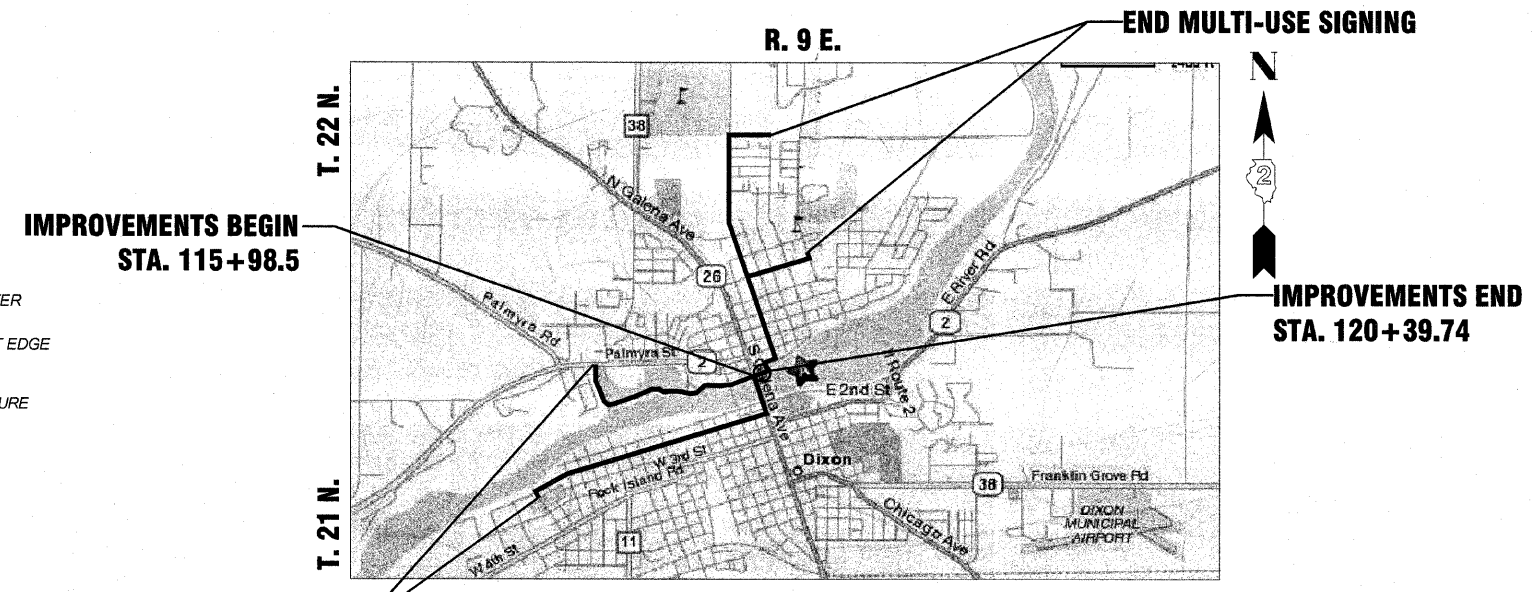 END MULTI-USE SIGNING
R. 9 E.
N
T. 22 N.
38
2
N Galena Ave
IMPROVEMENTS BEGIN
STA. 115+98.5
26
E River Rd
IMPROVEMENTS END
STA. 120+39.74
Palmyra Rd
2
T EDGE
Palmyra St
2
Route 2
E 2nd St
URE
W 3rd St
Dixon
Rock Island Rd
38
Franklin Grove Rd
T. 21 N.
Chicago Ave
DIXON
MUNICIPAL
AIRPORT
11
W 4th St